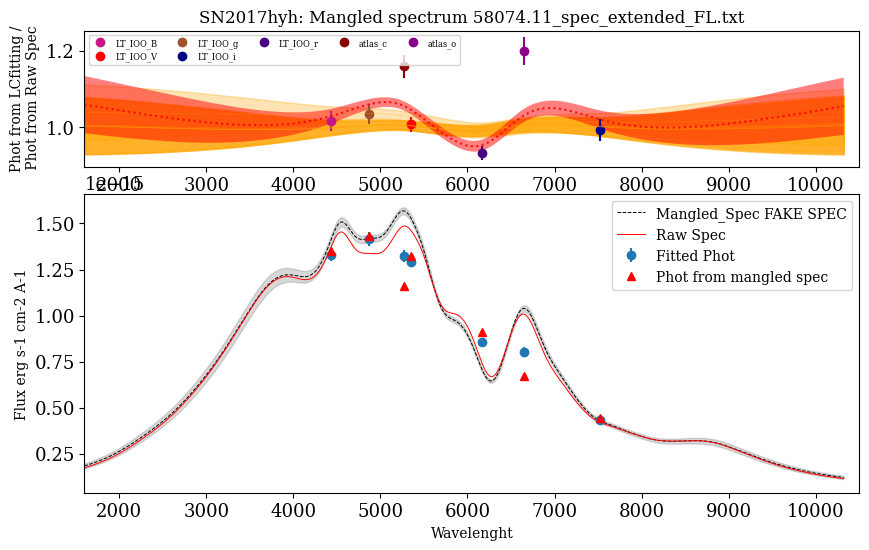 SN2017hyh: Mangled spectrum 58074.11_spec_extended_FL.txt
Phot from LCfitting /
Phot from Raw Spec
LT_IOO_B LT_IOO_g LT_IOO_r atlas_c atlas_o
LT_IOO_V LT_IOO_i
1.2
1.0
2000 3000 4000 5000 6000 7000 8000 9000 10000
1e−15
Mangled_Spec FAKE SPEC
Raw Spec
Fitted Phot
Phot from mangled spec
Flux erg s-1 cm-2 A-1
1.50
1.25
1.00
0.75
0.50
0.25
2000 3000 4000 5000 6000 7000 8000 9000 10000
Wavelenght